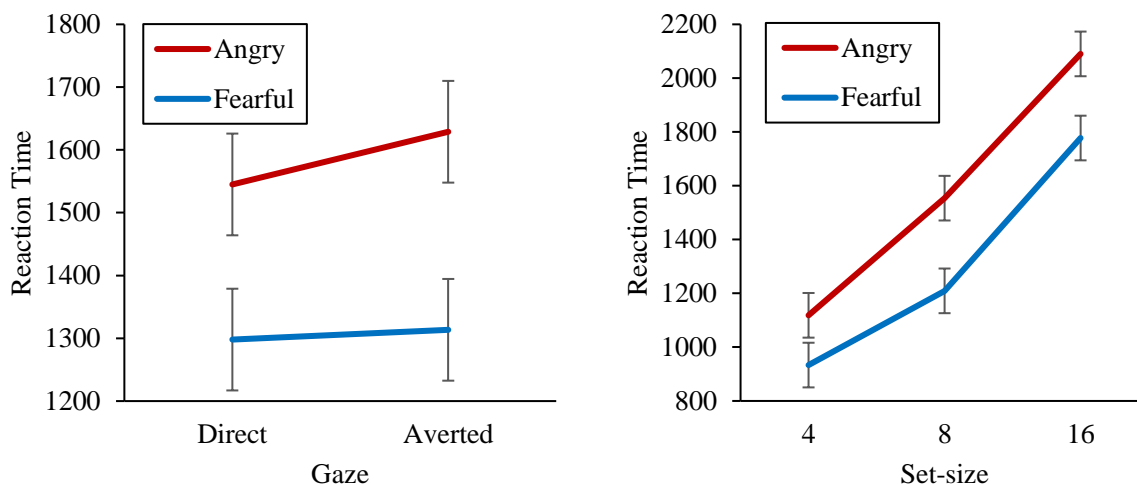 1800
1700
1600
1500
1400
1300
1200
Reaction Time
Angry
Fearful
Direct Averted
Gaze
2200
2000
1800
1600
1400
1200
1000
800
Reaction Time
Angry
Fearful
4 8 16
Set-size